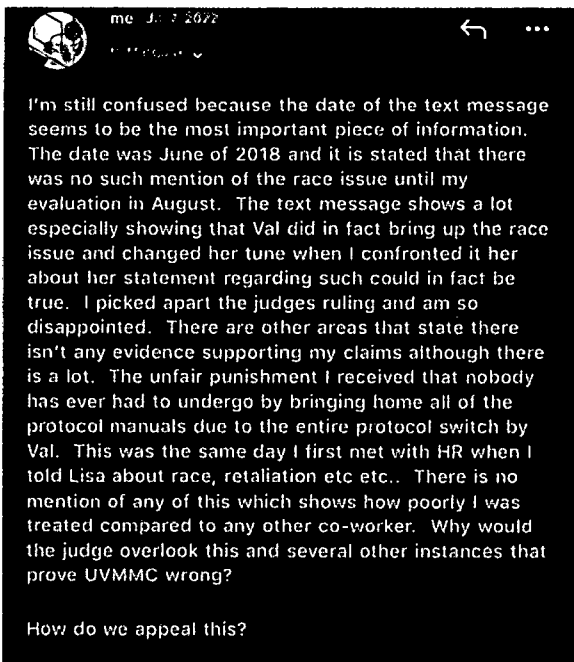 me
2022
I'm still confused because the date of the text message
seems to be the most important piece of information.
The date was June of 2018 and it is stated that there
was no such mention of the race issue until my
evaluation in August.  The text message shows a lot
especially showing that Val did in fact bring up the race
issue and changed her tune when I confronted it her
about her statement regarding such could in fact be
true.  I picked apart the judges ruling and am so
disappointed.  There are other areas that state there
isn't any evidence supporting my claims although there
is a lot.  The unfair punishment I received that nobody
has ever had to undergo by bringing home all of the
protocol manuals due to the entire protocol switch by
Val.  This was the same day I first met with HR when I
told Lisa about race, retaliation etc etc..  There is no
mention of any of this which shows how poorly I was
treated compared to any other co-worker.  Why would
the judge overlook this and several other instances that
prove UVMMC wrong?
How do we appeal this?